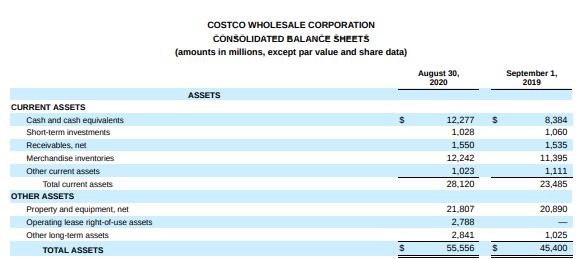 COSTCO WHOLESALE CORPORATION
CONSOLIDATED BALANCE SHEETS
(amounts in millions, except par value and share data)
August 30, 2020 September 1, 2019
ASSETS
CURRENT ASSETS
Cash and cash equivalents $ 12,277 $ 8,384
Short-term investments 1,028 1,060
Receivables, net 1,550 1,535
Merchandise inventories 12,242 11,395
Other current assets 1,023 1,111
Total current assets 28,120 23,485
OTHER ASSETS
Property and equipment, net 21,807 20,890
Operating lease right-of-use assets 2,788 —
Other long-term assets 2,841 1,025
TOTAL ASSETS $ 55,556 $ 45,400